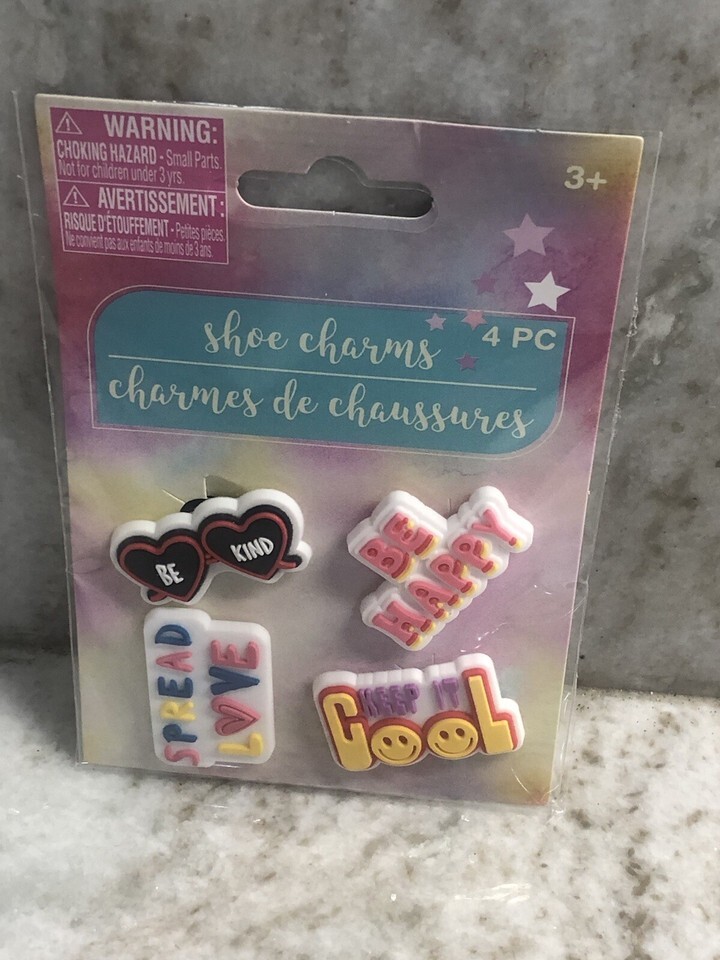 WARNING:
CHOKING HAZARD - Small Parts.
Not for children under 3 yrs.
AVERTISSEMENT:
RISQUE D'ÉTOUFFEMENT - Petites pièces.
Ne convient pas aux enfants de moins de 3 ans.
3+
shoe charms
4 PC
charmes de chaussures
BE KIND
BE
HAPPY!
SPREAD
LOVE
KEEP IT
COOL